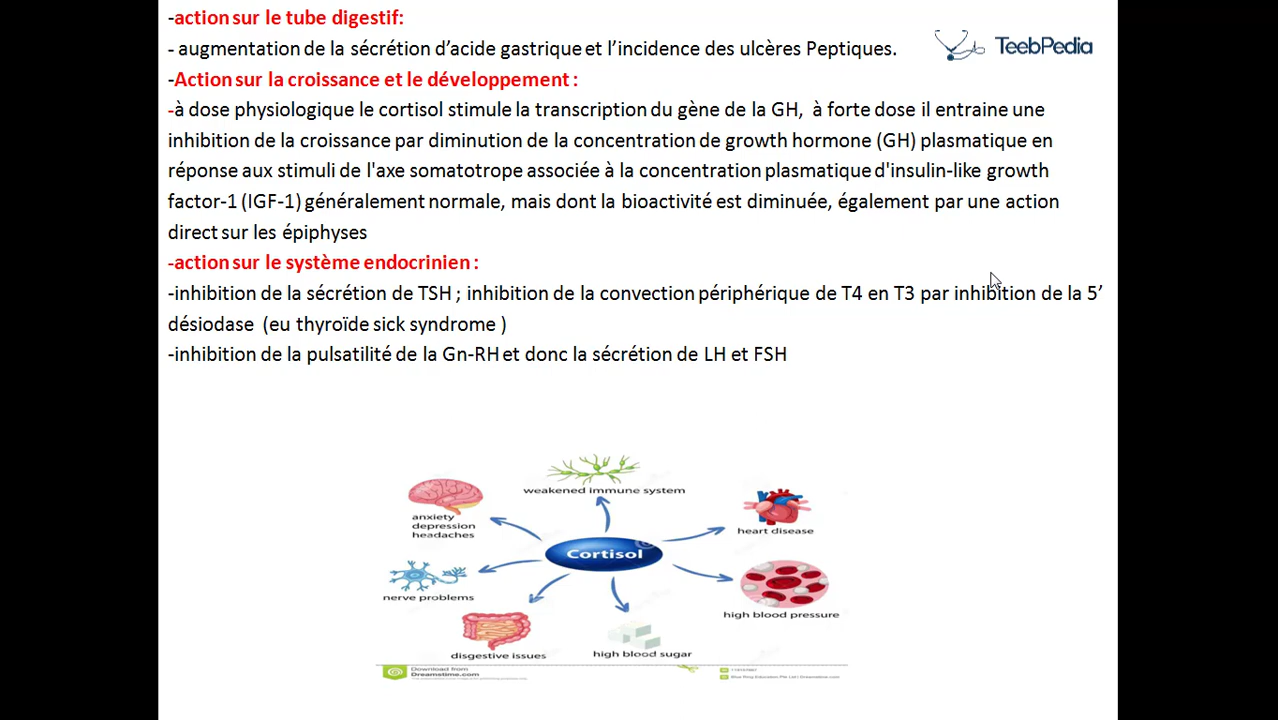 -action sur le tube digestif:
- augmentation de la sécrétion d’acide gastrique et l’incidence des ulcères Peptiques.
TeebPedia
-Action sur la croissance et le développement :
-à dose physiologique le cortisol stimule la transcription du gène de la GH, à forte dose il entraine une
inhibition de la croissance par diminution de la concentration de growth hormone (GH) plasmatique en
réponse aux stimuli de l'axe somatotrope associée à la concentration plasmatique d'insulin-like growth
factor-1 (IGF-1) généralement normale, mais dont la bioactivité est diminuée, également par une action
direct sur les épiphyses
-action sur le système endocrinien :
-inhibition de la sécrétion de TSH ; inhibition de la convection périphérique de T4 en T3 par inhibition de la 5’
désiodase (eu thyroïde sick syndrome )
-inhibition de la pulsatilité de la Gn-RH et donc la sécrétion de LH et FSH
weakened immune system
anxiety
depression
headaches
heart disease
Cortisol
nerve problems
high blood pressure
disgestive issues
high blood sugar
Download from
Dreamstime.com